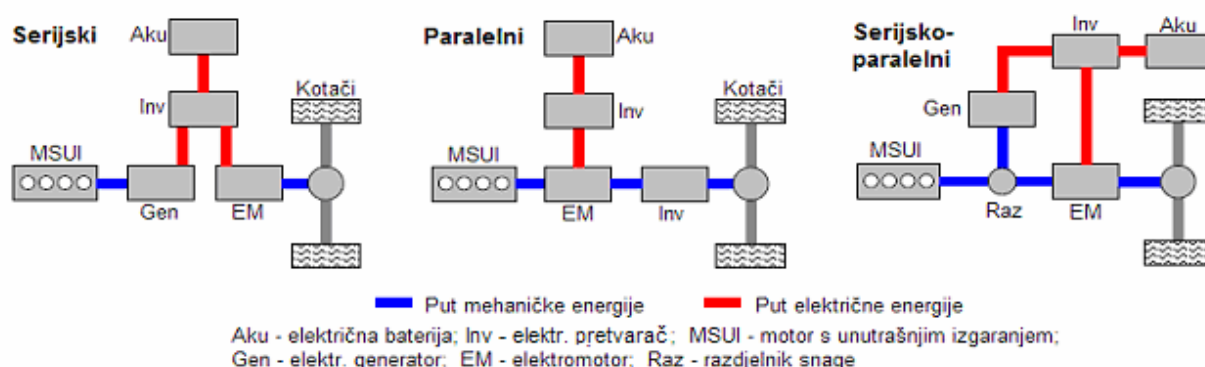 Serijski
Aku
Inv
Kotači
MSUI
Gen
EM
Paralelni
Aku
Inv
Kotači
MSUI
EM
Inv
Serijsko-
paralelni
Inv
Aku
Gen
MSUI
Raz
EM
Put mehaničke energije
Put električne energije
Aku - električna baterija; Inv - elektr. pretvarač; MSUI - motor s unutrašnjim izgaranjem;
Gen - elektr. generator; EM - elektromotor; Raz - razdjelnik snage